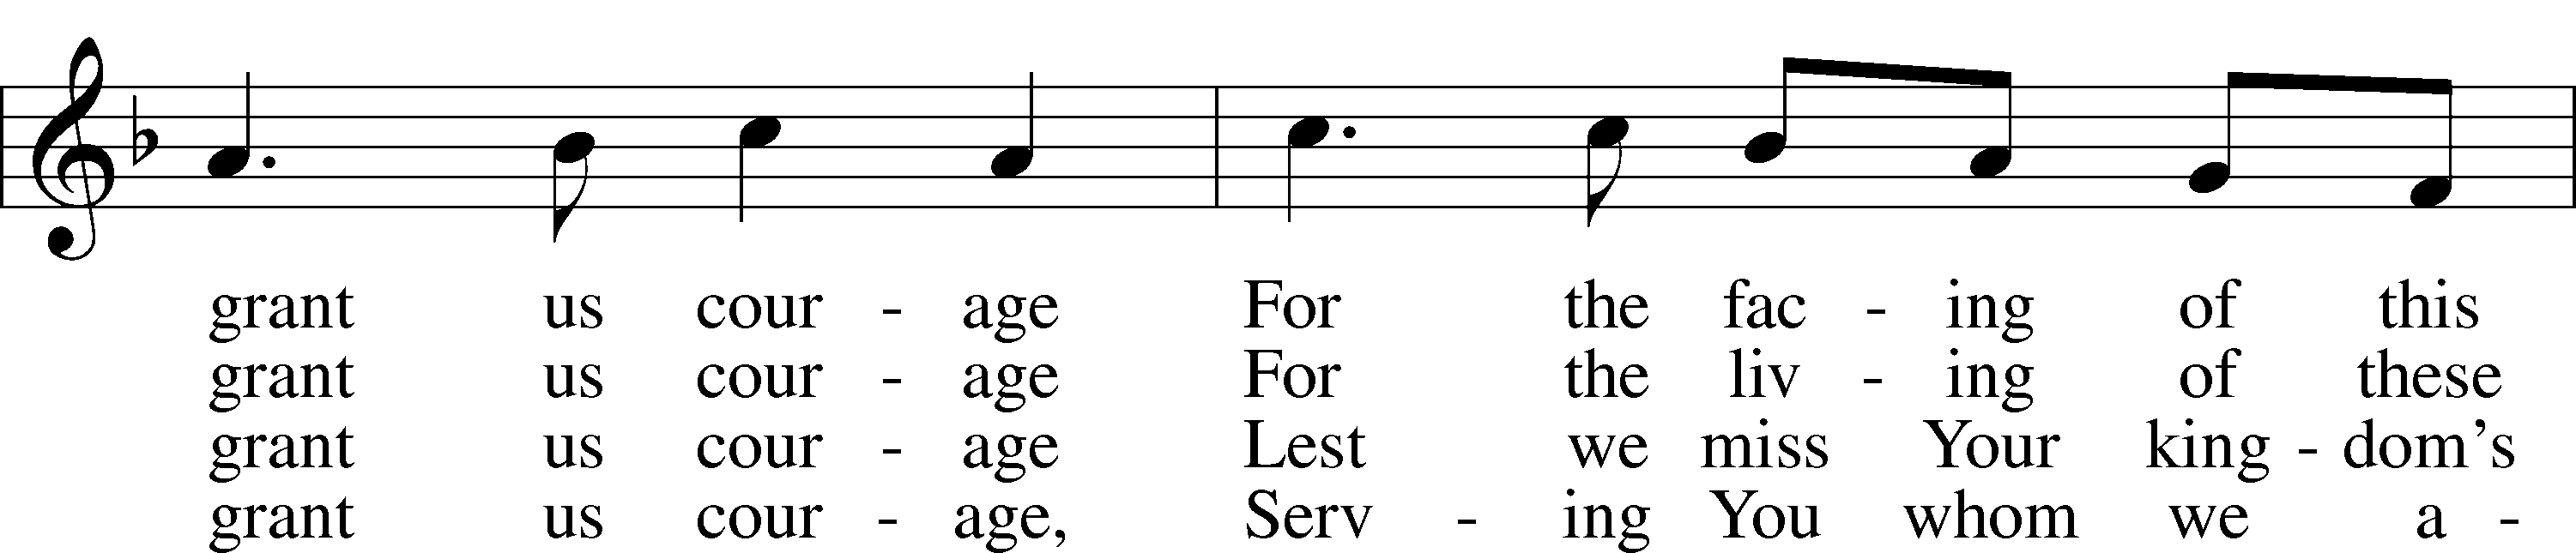 grant us cour - age For the fac - ing of this
grant us cour - age For the liv - ing of these
grant us cour - age Lest we miss Your king - dom's
grant us cour - age, Serv - ing You whom we a -